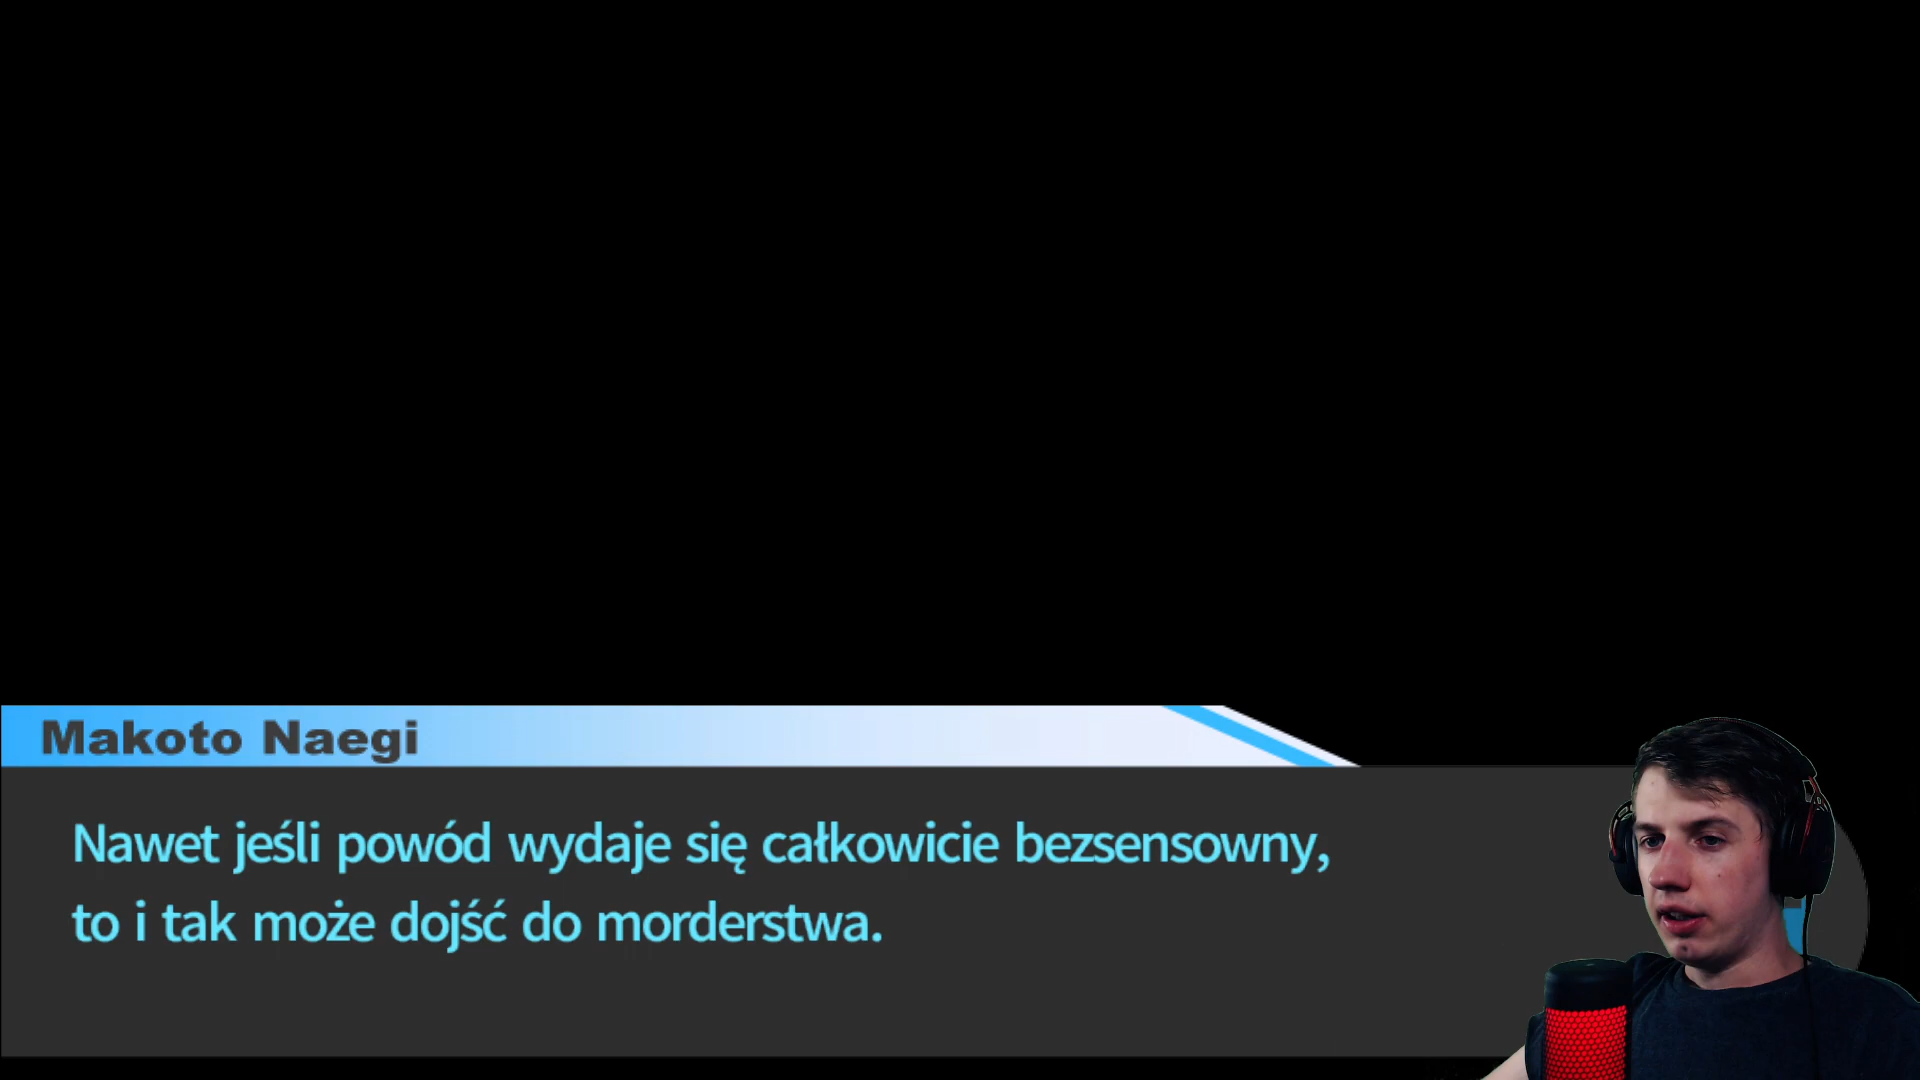 Makoto Naegi
Nawet jeśli powód wydaje się całkowicie bezsensowny,
to i tak może dojść do morderstwa.